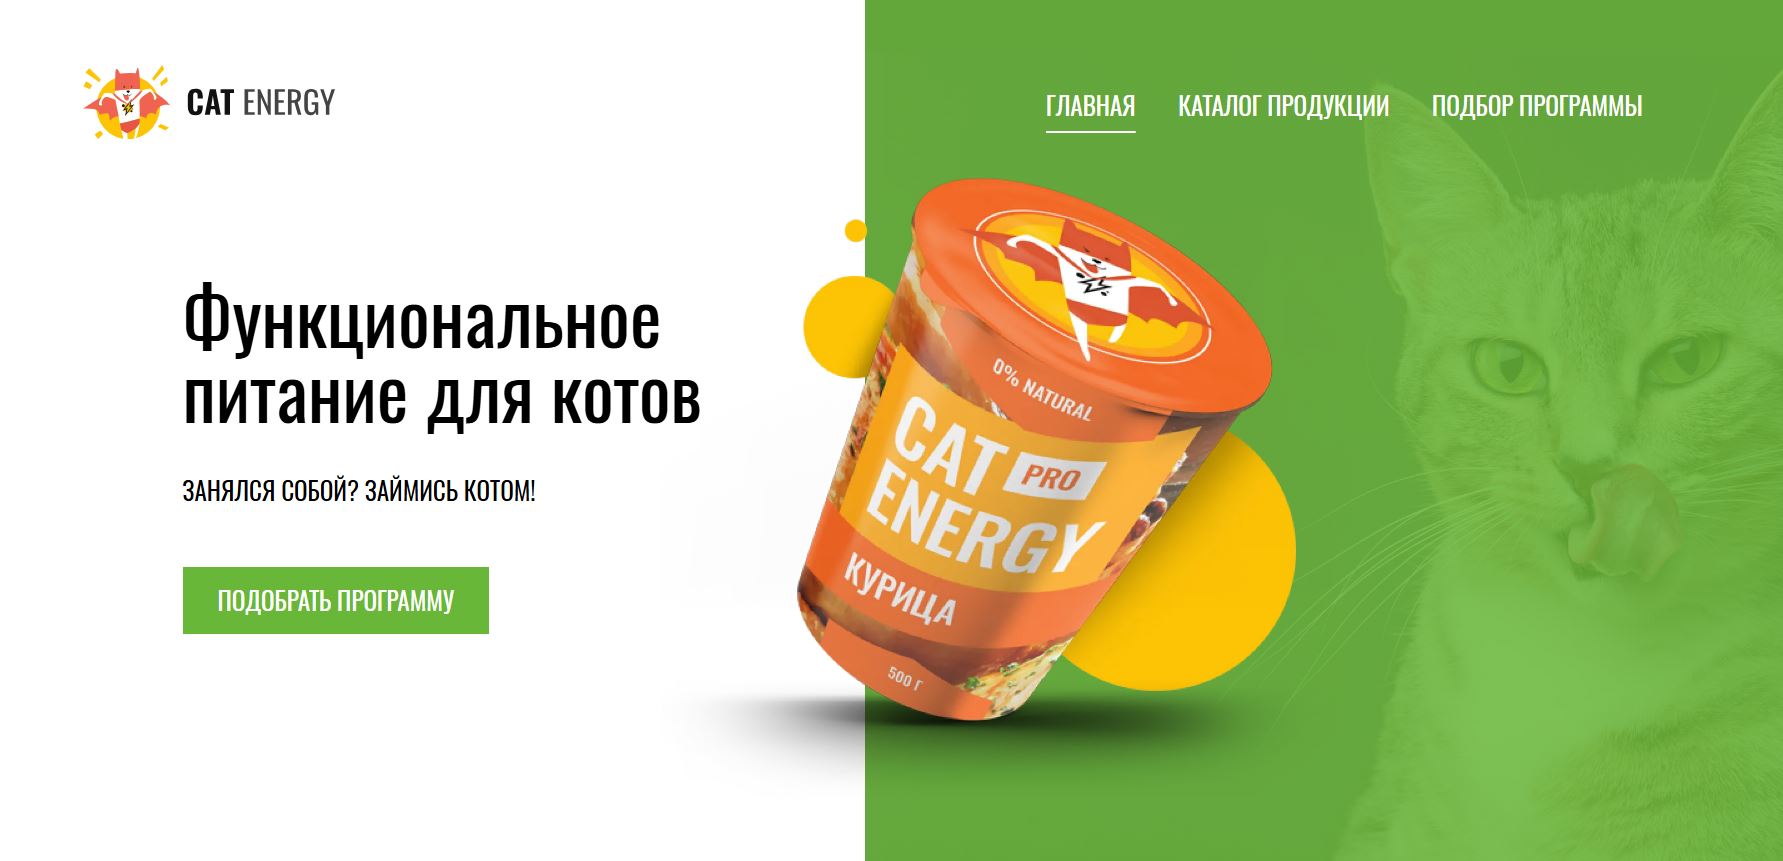 CAT ENERGY
ГЛАВНАЯ
КАТАЛОГ ПРОДУКЦИИ
ПОДБОР ПРОГРАММЫ
Функциональное
питание для котов
ЗАНЯЛСЯ СОБОЙ? ЗАЙМИСЬ КОТОМ!
ПОДОБРАТЬ ПРОГРАММУ
0% NATURAL
CAT PRO
ENERGY
КУРИЦА
500 Г